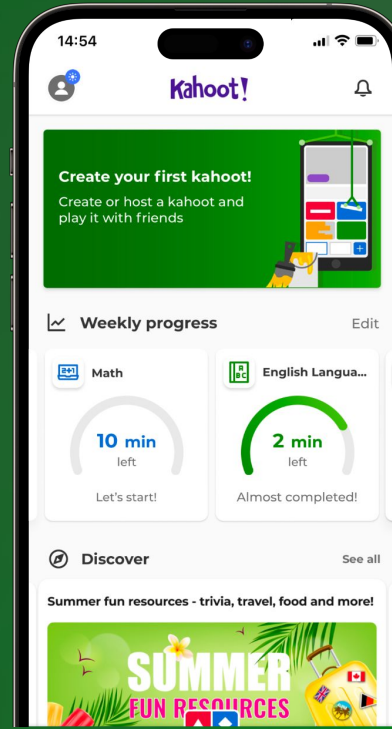 14:54
Kahoot!
Create your first kahoot!
Create or host a kahoot and
play it with friends
Weekly progress
Edit
2+1
Math
10 min
left
Let's start!
A
B C
English Langua...
2 min
left
Almost completed!
Discover
See all
Summer fun resources - trivia, travel, food and more!
SUMMER
FUN RESOURCES